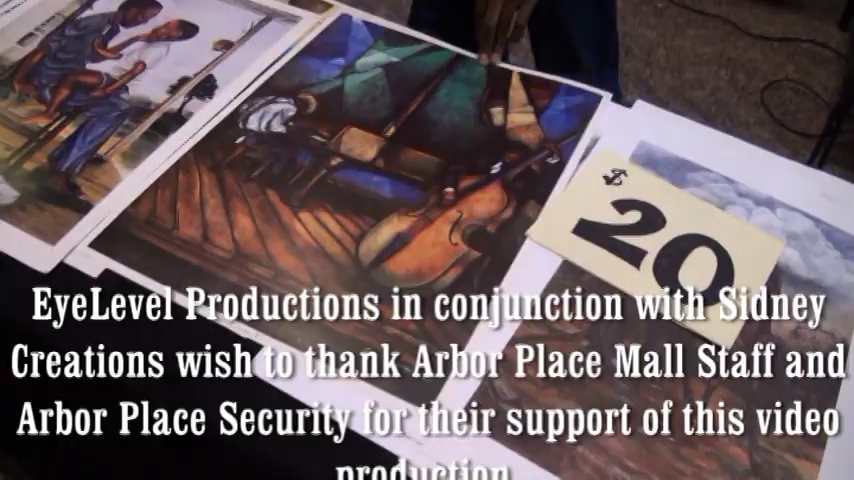 $20
EyeLevel Productions in conjunction with Sidney
Creations wish to thank Arbor Place Mall Staff and
Arbor Place Security for their support of this video
production